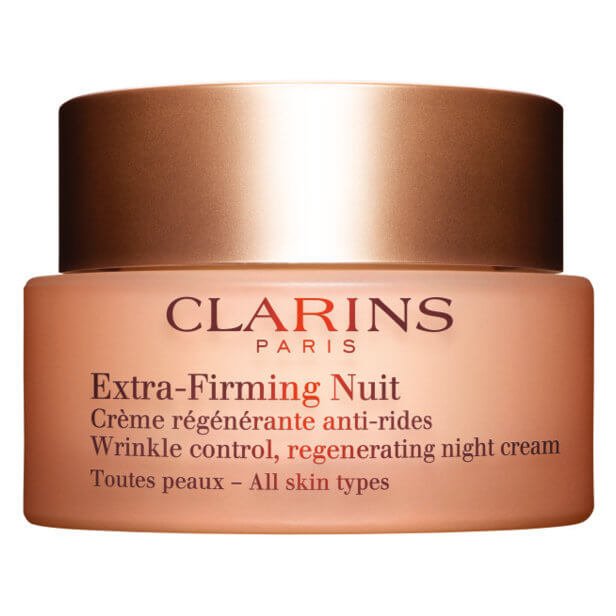 CLARINS
PARIS
Extra-Firming Nuit
Crème régénérante anti-rides
Wrinkle control, regenerating night cream
Toutes peaux – All skin types